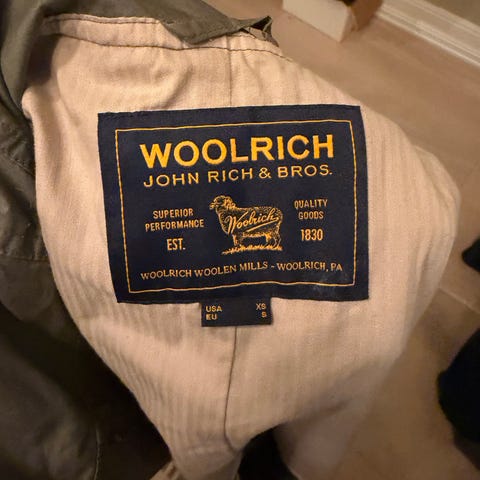 WOOLRICH
JOHN RICH & BROS.
SUPERIOR
PERFORMANCE
EST.
Woolrich
QUALITY
GOODS
1830
WOOLRICH WOOLEN MILLS - WOOLRICH, PA
USA XS
EU S